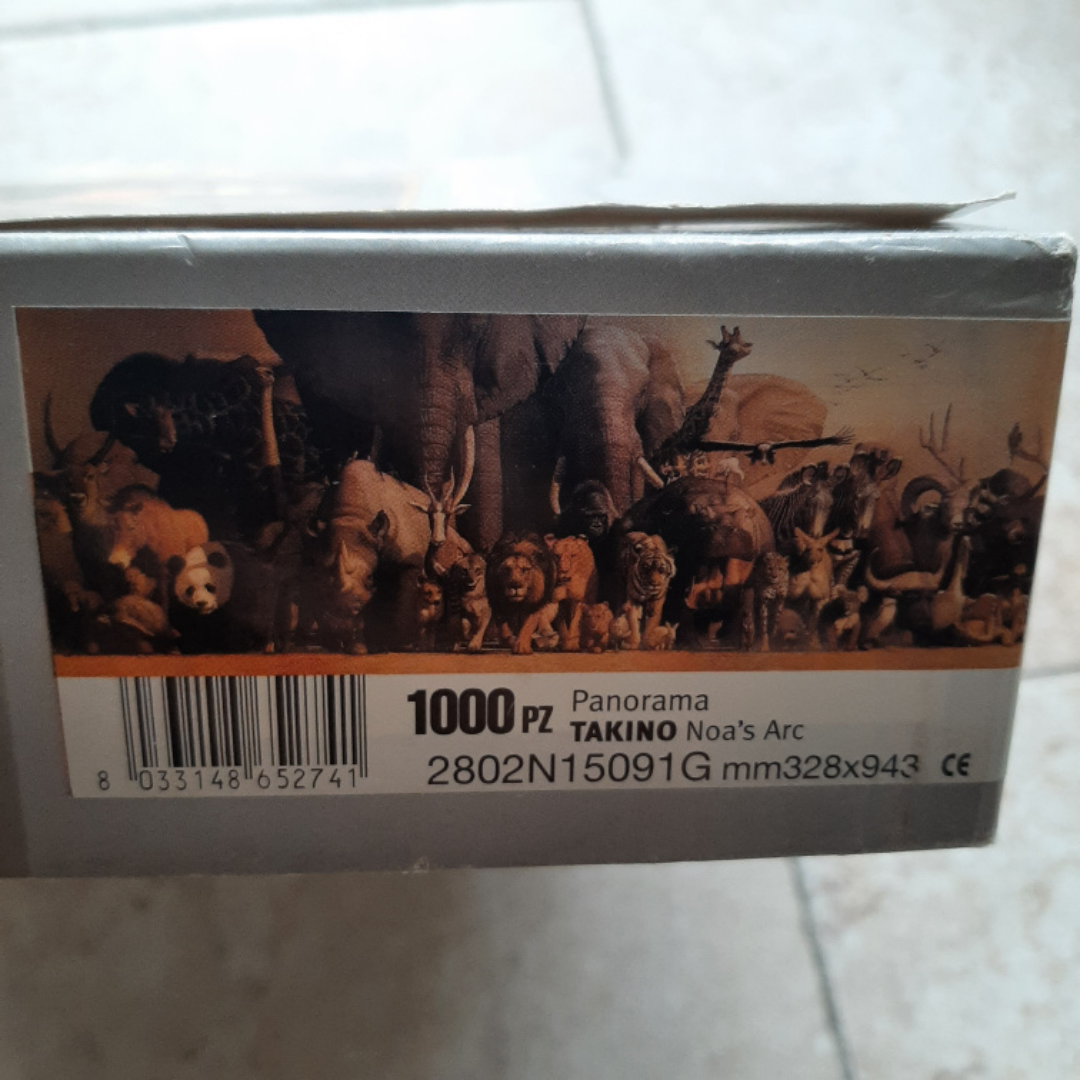 1000 PZ Panorama
TAKINO Noa's Arc
2802N15091G mm328x943 CE
8 033148 652741